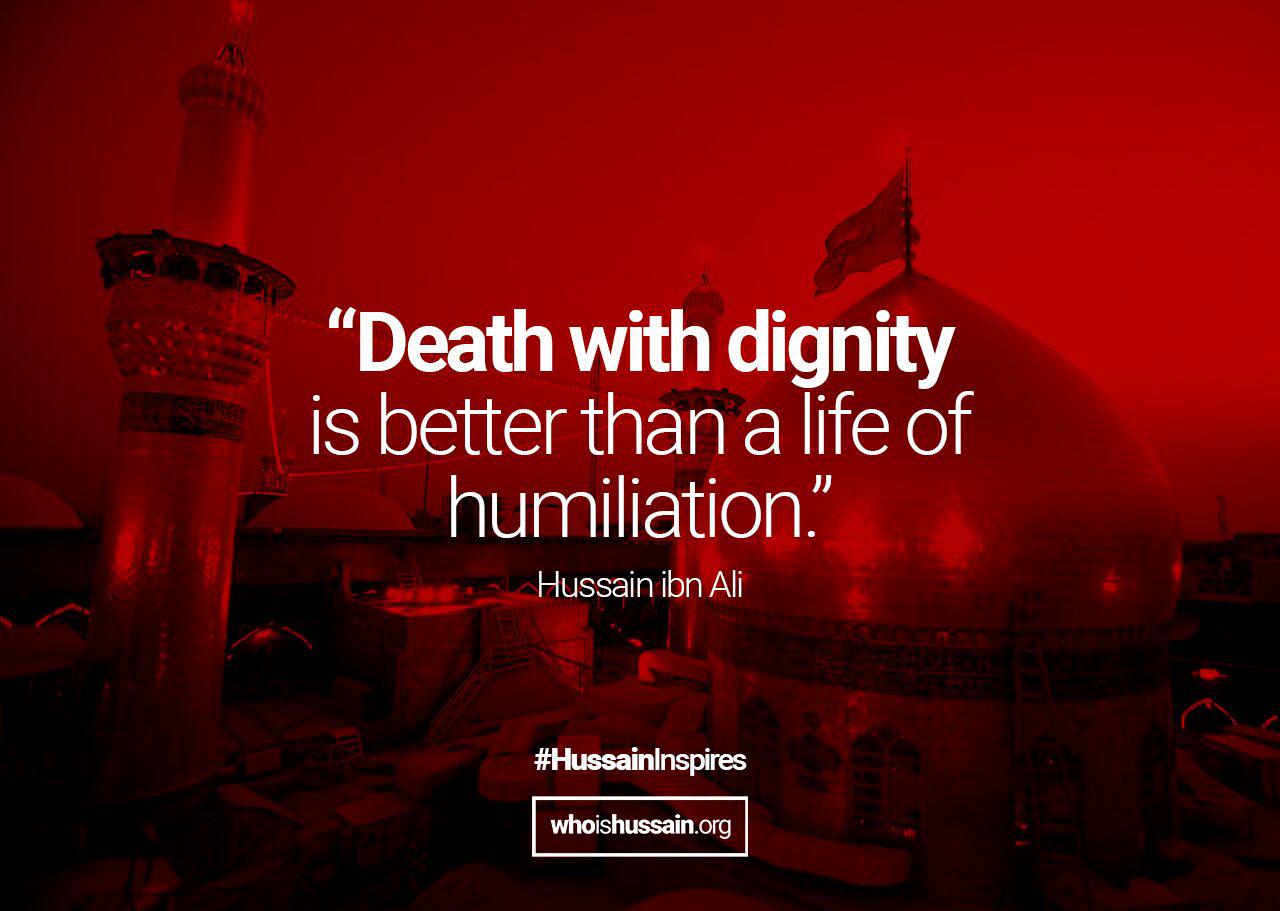 “Death with dignity
is better than a life of
humiliation.”
Hussain ibn Ali
#HussainInspires
whoishussain.org